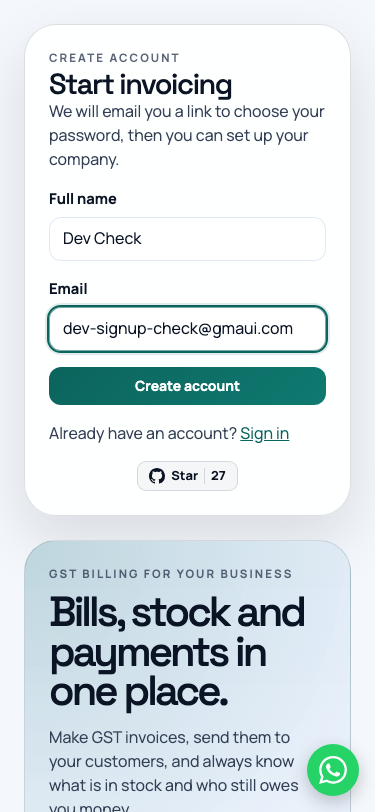 CREATE ACCOUNT
Start invoicing
We will email you a link to choose your
password, then you can set up your
company.
Full name
Dev Check
Email
dev-signup-check@gmaui.com
Create account
Already have an account? Sign in
Star 27
GST BILLING FOR YOUR BUSINESS
Bills, stock and
payments in
one place.
Make GST invoices, send them to
your customers, and always know
what is in stock and who still owes
you money.